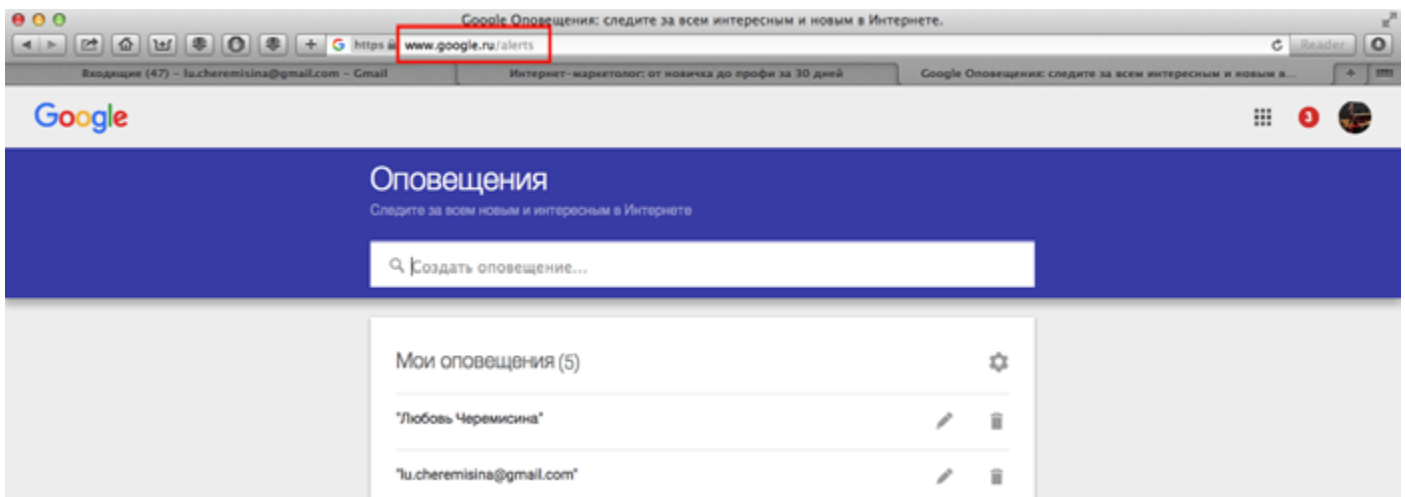 Google Оповещения: следите за всем интересным и новым в Интернете.
https www.google.ru/alerts
Reader
Входящие (47) – lu.cheremisina@gmail.com – Gmail
Интернет-маркетолог: от новичка до профи за 30 дней
Google Оповещения: следите за всем интересным и новым в...
Google
3
Оповещения
Следите за всем новым и интересным в Интернете
Создать оповещение...
Мои оповещения (5)
"Любовь Черемисина"
"lu.cheremisina@gmail.com"